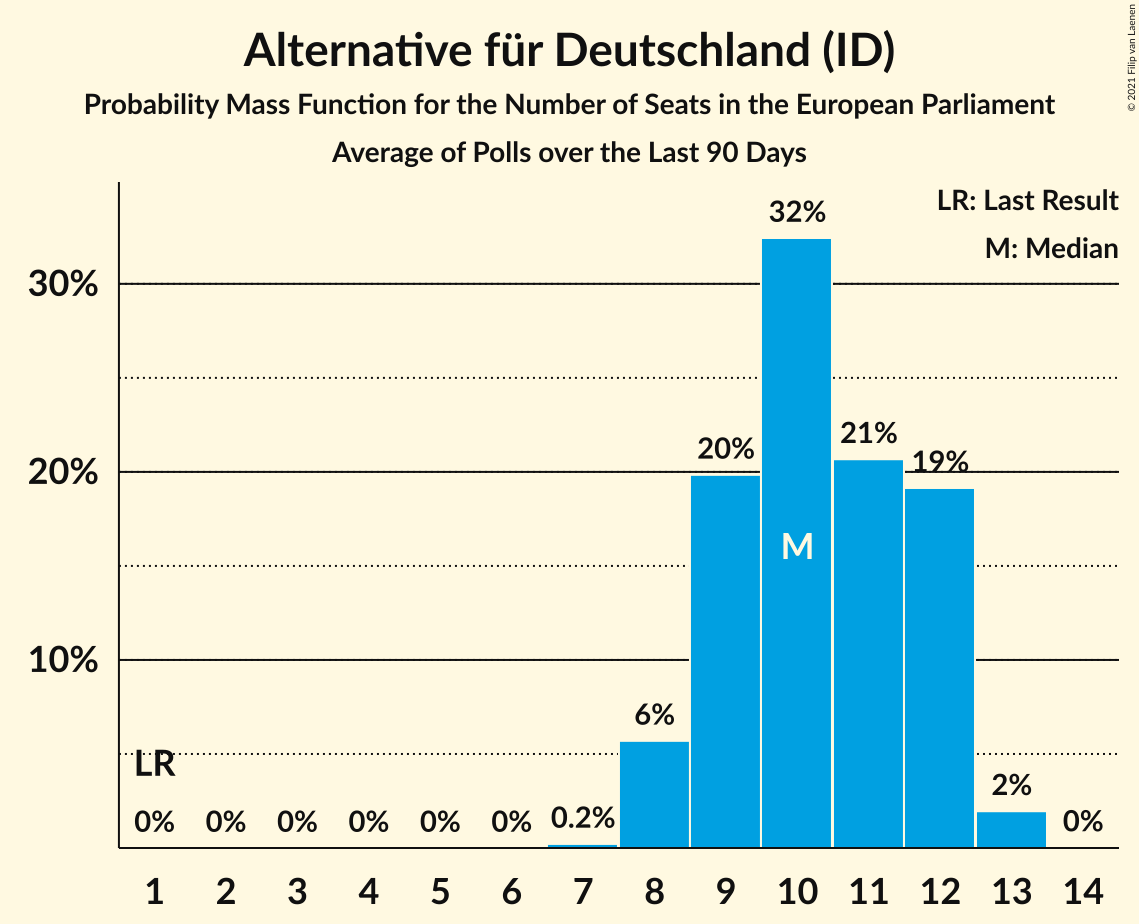 Alternative für Deutschland (ID)
Probability Mass Function for the Number of Seats in the European Parliament
Average of Polls over the Last 90 Days
© 2021 Filip van Laenen
LR: Last Result
M: Median
30%
20%
10%
32%
20%
21%
19%
M
6%
LR
0%
0%
0%
0%
0%
0%
0.2%
2%
0%
1 2 3 4 5 6 7 8 9 10 11 12 13 14